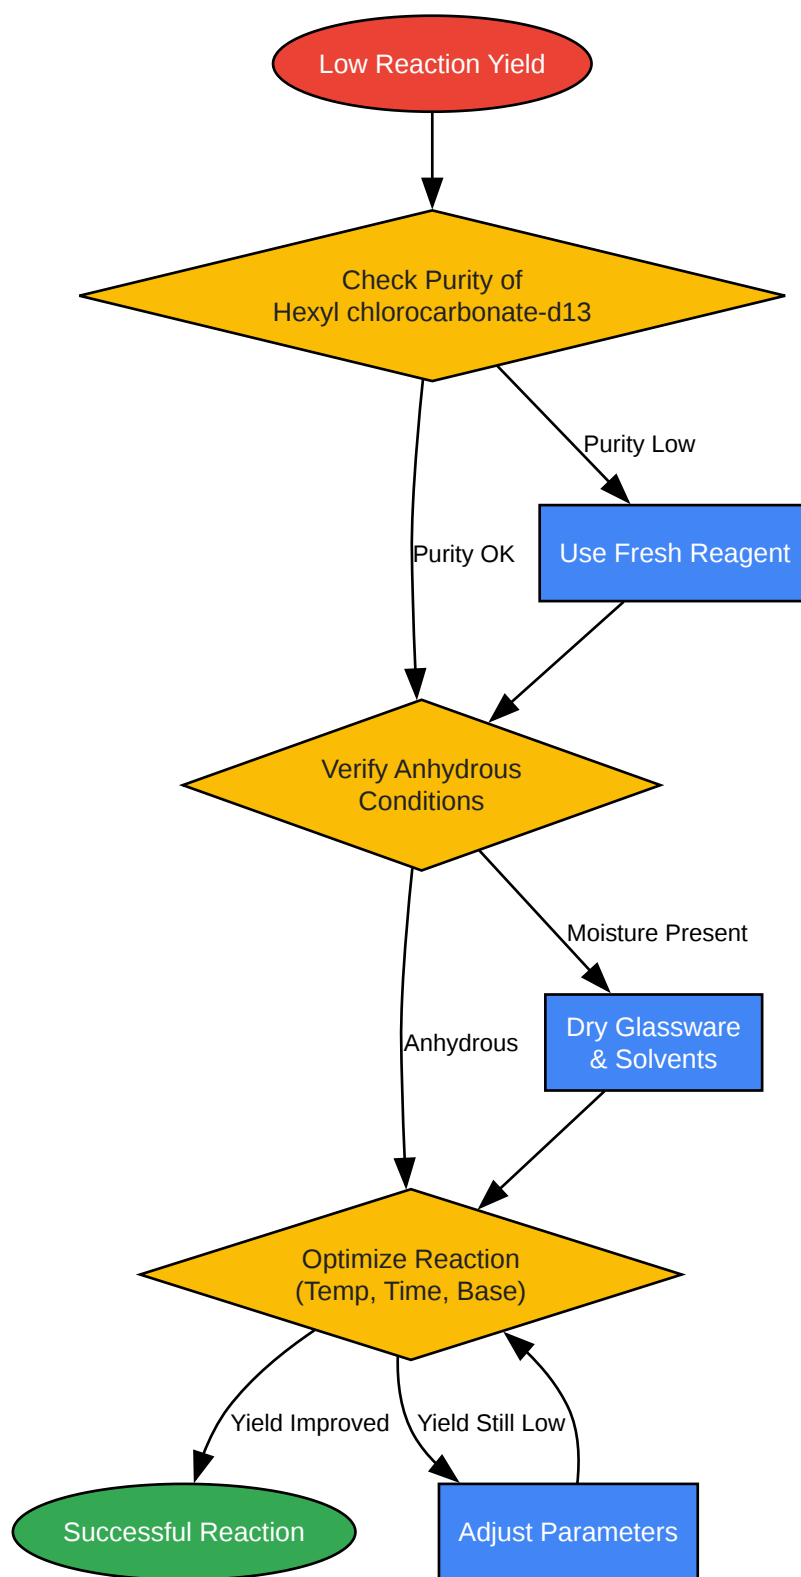 Low Reaction Yield
Check Purity of
Hexyl chlorocarbonate-d13
Purity Low
Purity OK
Use Fresh Reagent
Verify Anhydrous
Conditions
Moisture Present
Anhydrous
Dry Glassware
& Solvents
Optimize Reaction
(Temp, Time, Base)
Yield Improved
Yield Still Low
Successful Reaction
Adjust Parameters